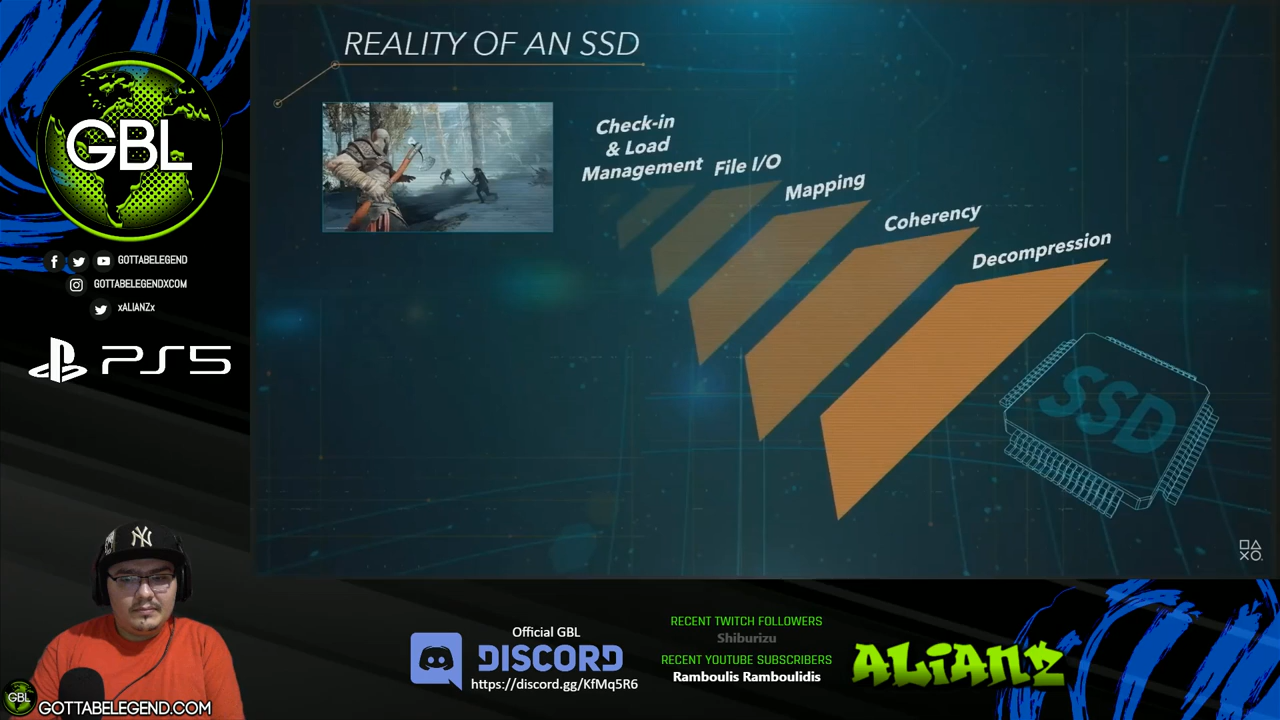 REALITY OF AN SSD
Check-in
& Load
Management
File I/O
Mapping
Coherency
Decompression
SSD
GBL
GOTTABELEGEND
GOTTABELEGENDXCOM
xALIANZx
PS5
NY
GBL
GOTTABELEGEND.COM
Official GBL
DISCORD
https://discord.gg/KfMq5R6
RECENT TWITCH FOLLOWERS
Shiburizu
RECENT YOUTUBE SUBSCRIBERS
Ramboulis Ramboulidis
ALiANZ